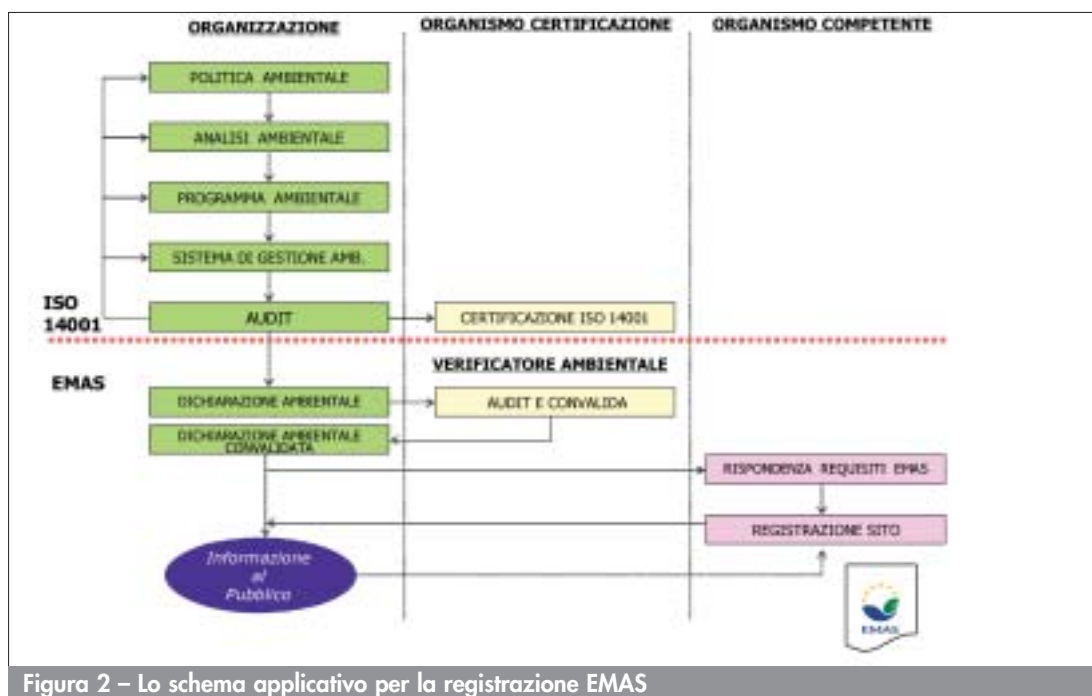 ORGANIZZAZIONE
ORGANISMO CERTIFICAZIONE
ORGANISMO COMPETENTE
POLITICA AMBIENTALE
ANALISI AMBIENTALE
PROGRAMMA AMBIENTALE
SISTEMA DI GESTIONE AMB.
ISO
14001
AUDIT
CERTIFICAZIONE ISO 14001
EMAS
VERIFICATORE AMBIENTALE
DICHIARAZIONE AMBIENTALE
AUDIT E CONVALIDA
DICHIARAZIONE AMBIENTALE
CONVALIDATA
RISPONDENZA REQUISITI EMAS
REGISTRAZIONE SITO
Informazione
al
Pubblico
EMAS
Figura 2 – Lo schema applicativo per la registrazione EMAS